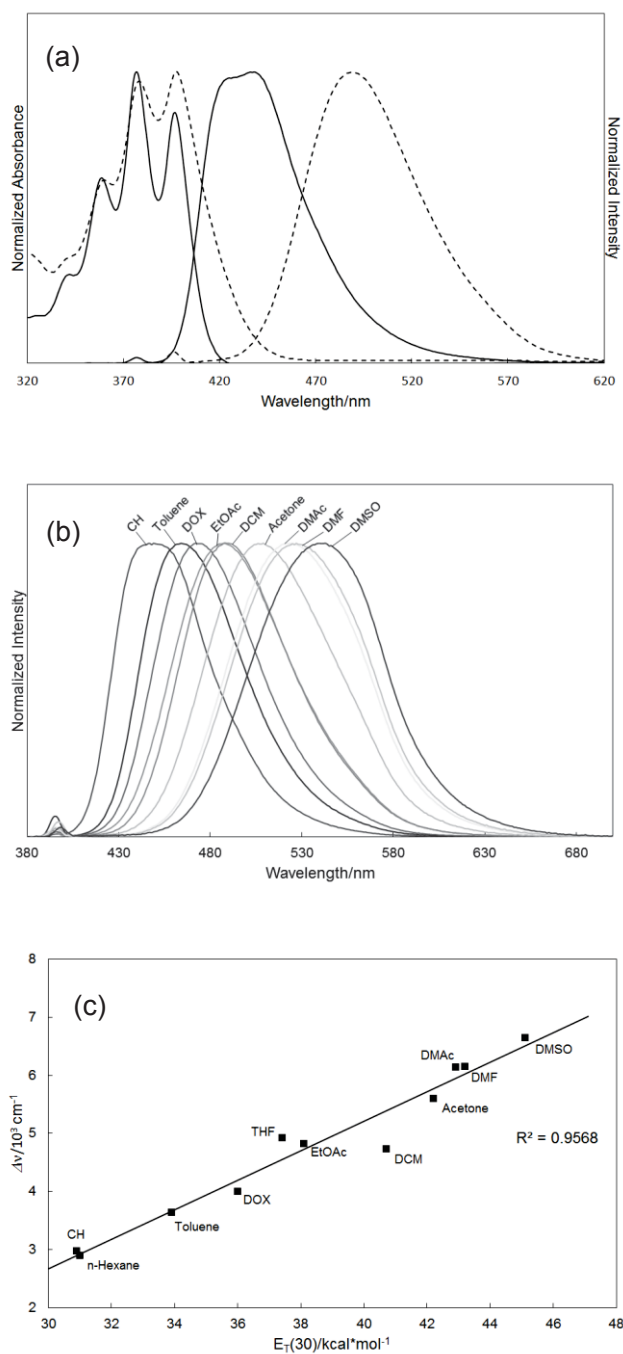 (a)
Normalized Absorbance
Normalized Intensity
320 370 420 470 520 570 620
Wavelength/nm
(b)
CH Toluene DOX EtOAc DCM Acetone DMAc DMF DMSO
Normalized Intensity
380 430 480 530 580 630 680
Wavelength/nm
(c)
8
7
6
5
4
3
2
Δν/10³ cm⁻¹
DMAc
DMSO
DMF
Acetone
THF
R² = 0.9568
EtOAc
DCM
DOX
Toluene
CH
n-Hexane
30 32 34 36 38 40 42 44 46 48
E_T(30)/kcal*mol⁻¹